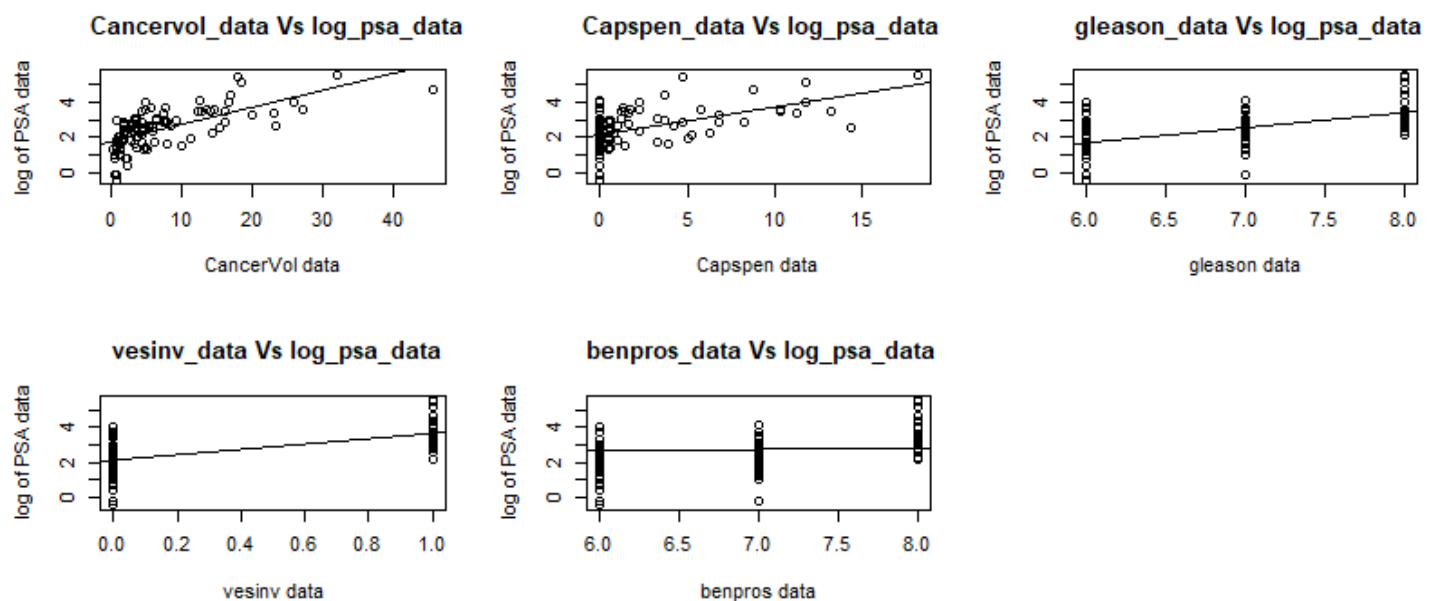 Cancervol_data Vs log_psa_data
log of PSA data
0 2 4
0 10 20 30 40
CancerVol data
Capspen_data Vs log_psa_data
log of PSA data
0 2 4
0 5 10 15
Capspen data
gleason_data Vs log_psa_data
log of PSA data
0 2 4
6.0 6.5 7.0 7.5 8.0
gleason data
vesinv_data Vs log_psa_data
log of PSA data
0 2 4
0.0 0.2 0.4 0.6 0.8 1.0
vesinv data
benpros_data Vs log_psa_data
log of PSA data
0 2 4
6.0 6.5 7.0 7.5 8.0
benpros data